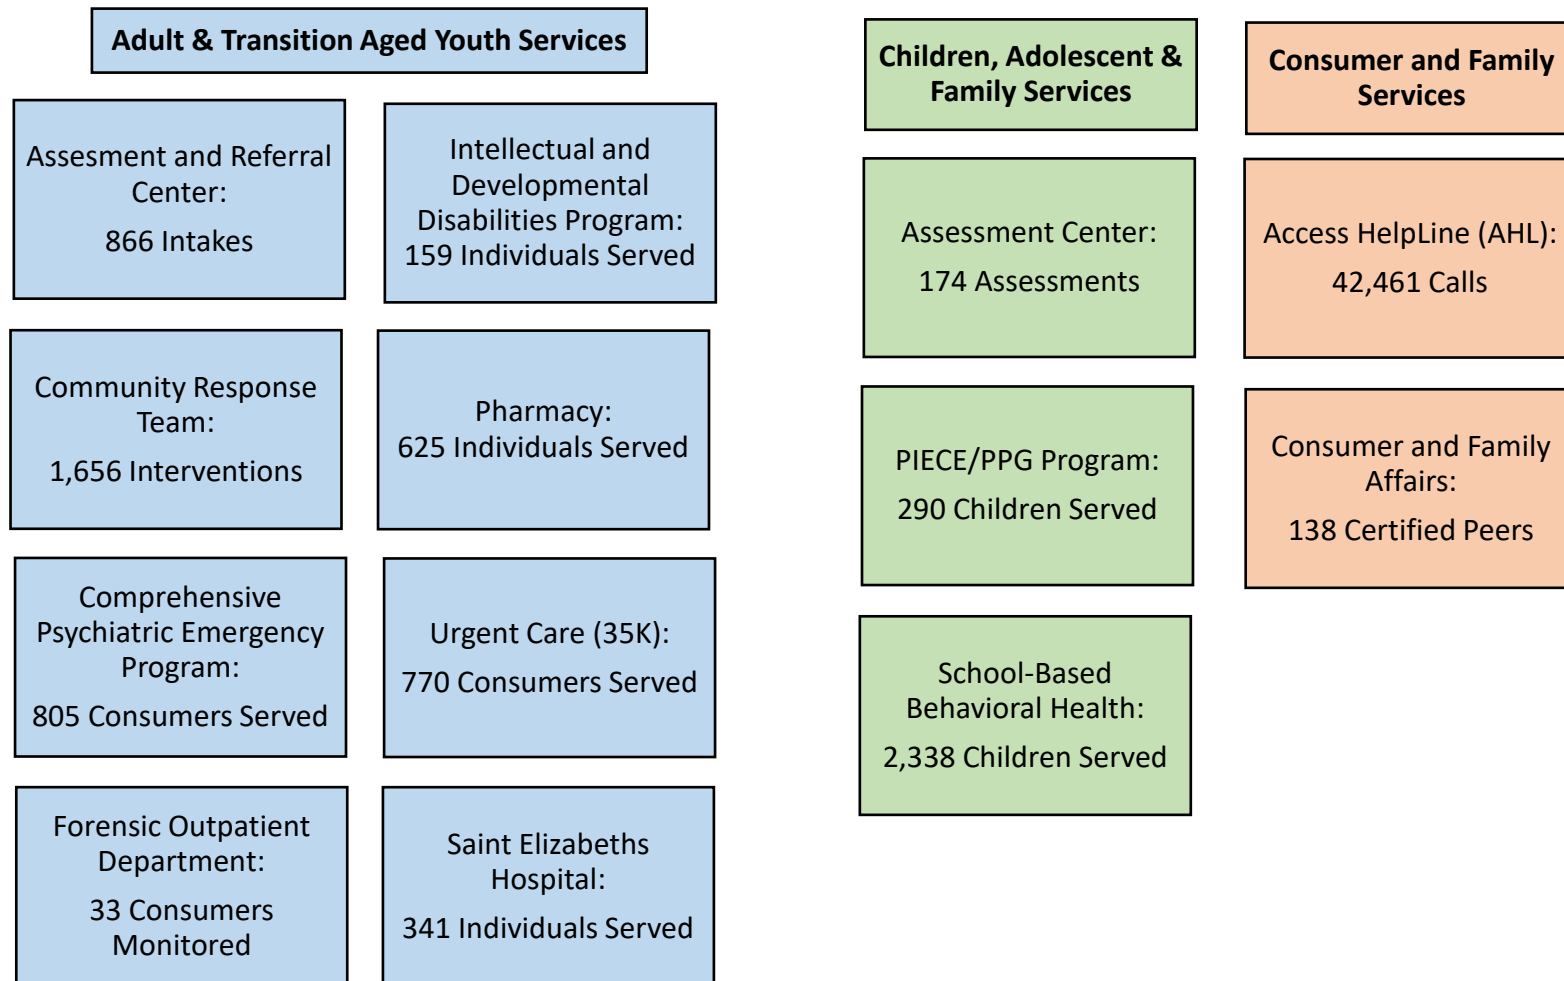 Adult & Transition Aged Youth Services
Assesment and Referral
Center:
866 Intakes
Intellectual and
Developmental
Disabilities Program:
159 Individuals Served
Community Response
Team:
1,656 Interventions
Pharmacy:
625 Individuals Served
Comprehensive
Psychiatric Emergency
Program:
805 Consumers Served
Urgent Care (35K):
770 Consumers Served
Forensic Outpatient
Department:
33 Consumers
Monitored
Saint Elizabeths
Hospital:
341 Individuals Served
Children, Adolescent &
Family Services
Assessment Center:
174 Assessments
PIECE/PPG Program:
290 Children Served
School-Based
Behavioral Health:
2,338 Children Served
Consumer and Family
Services
Access HelpLine (AHL):
42,461 Calls
Consumer and Family
Affairs:
138 Certified Peers